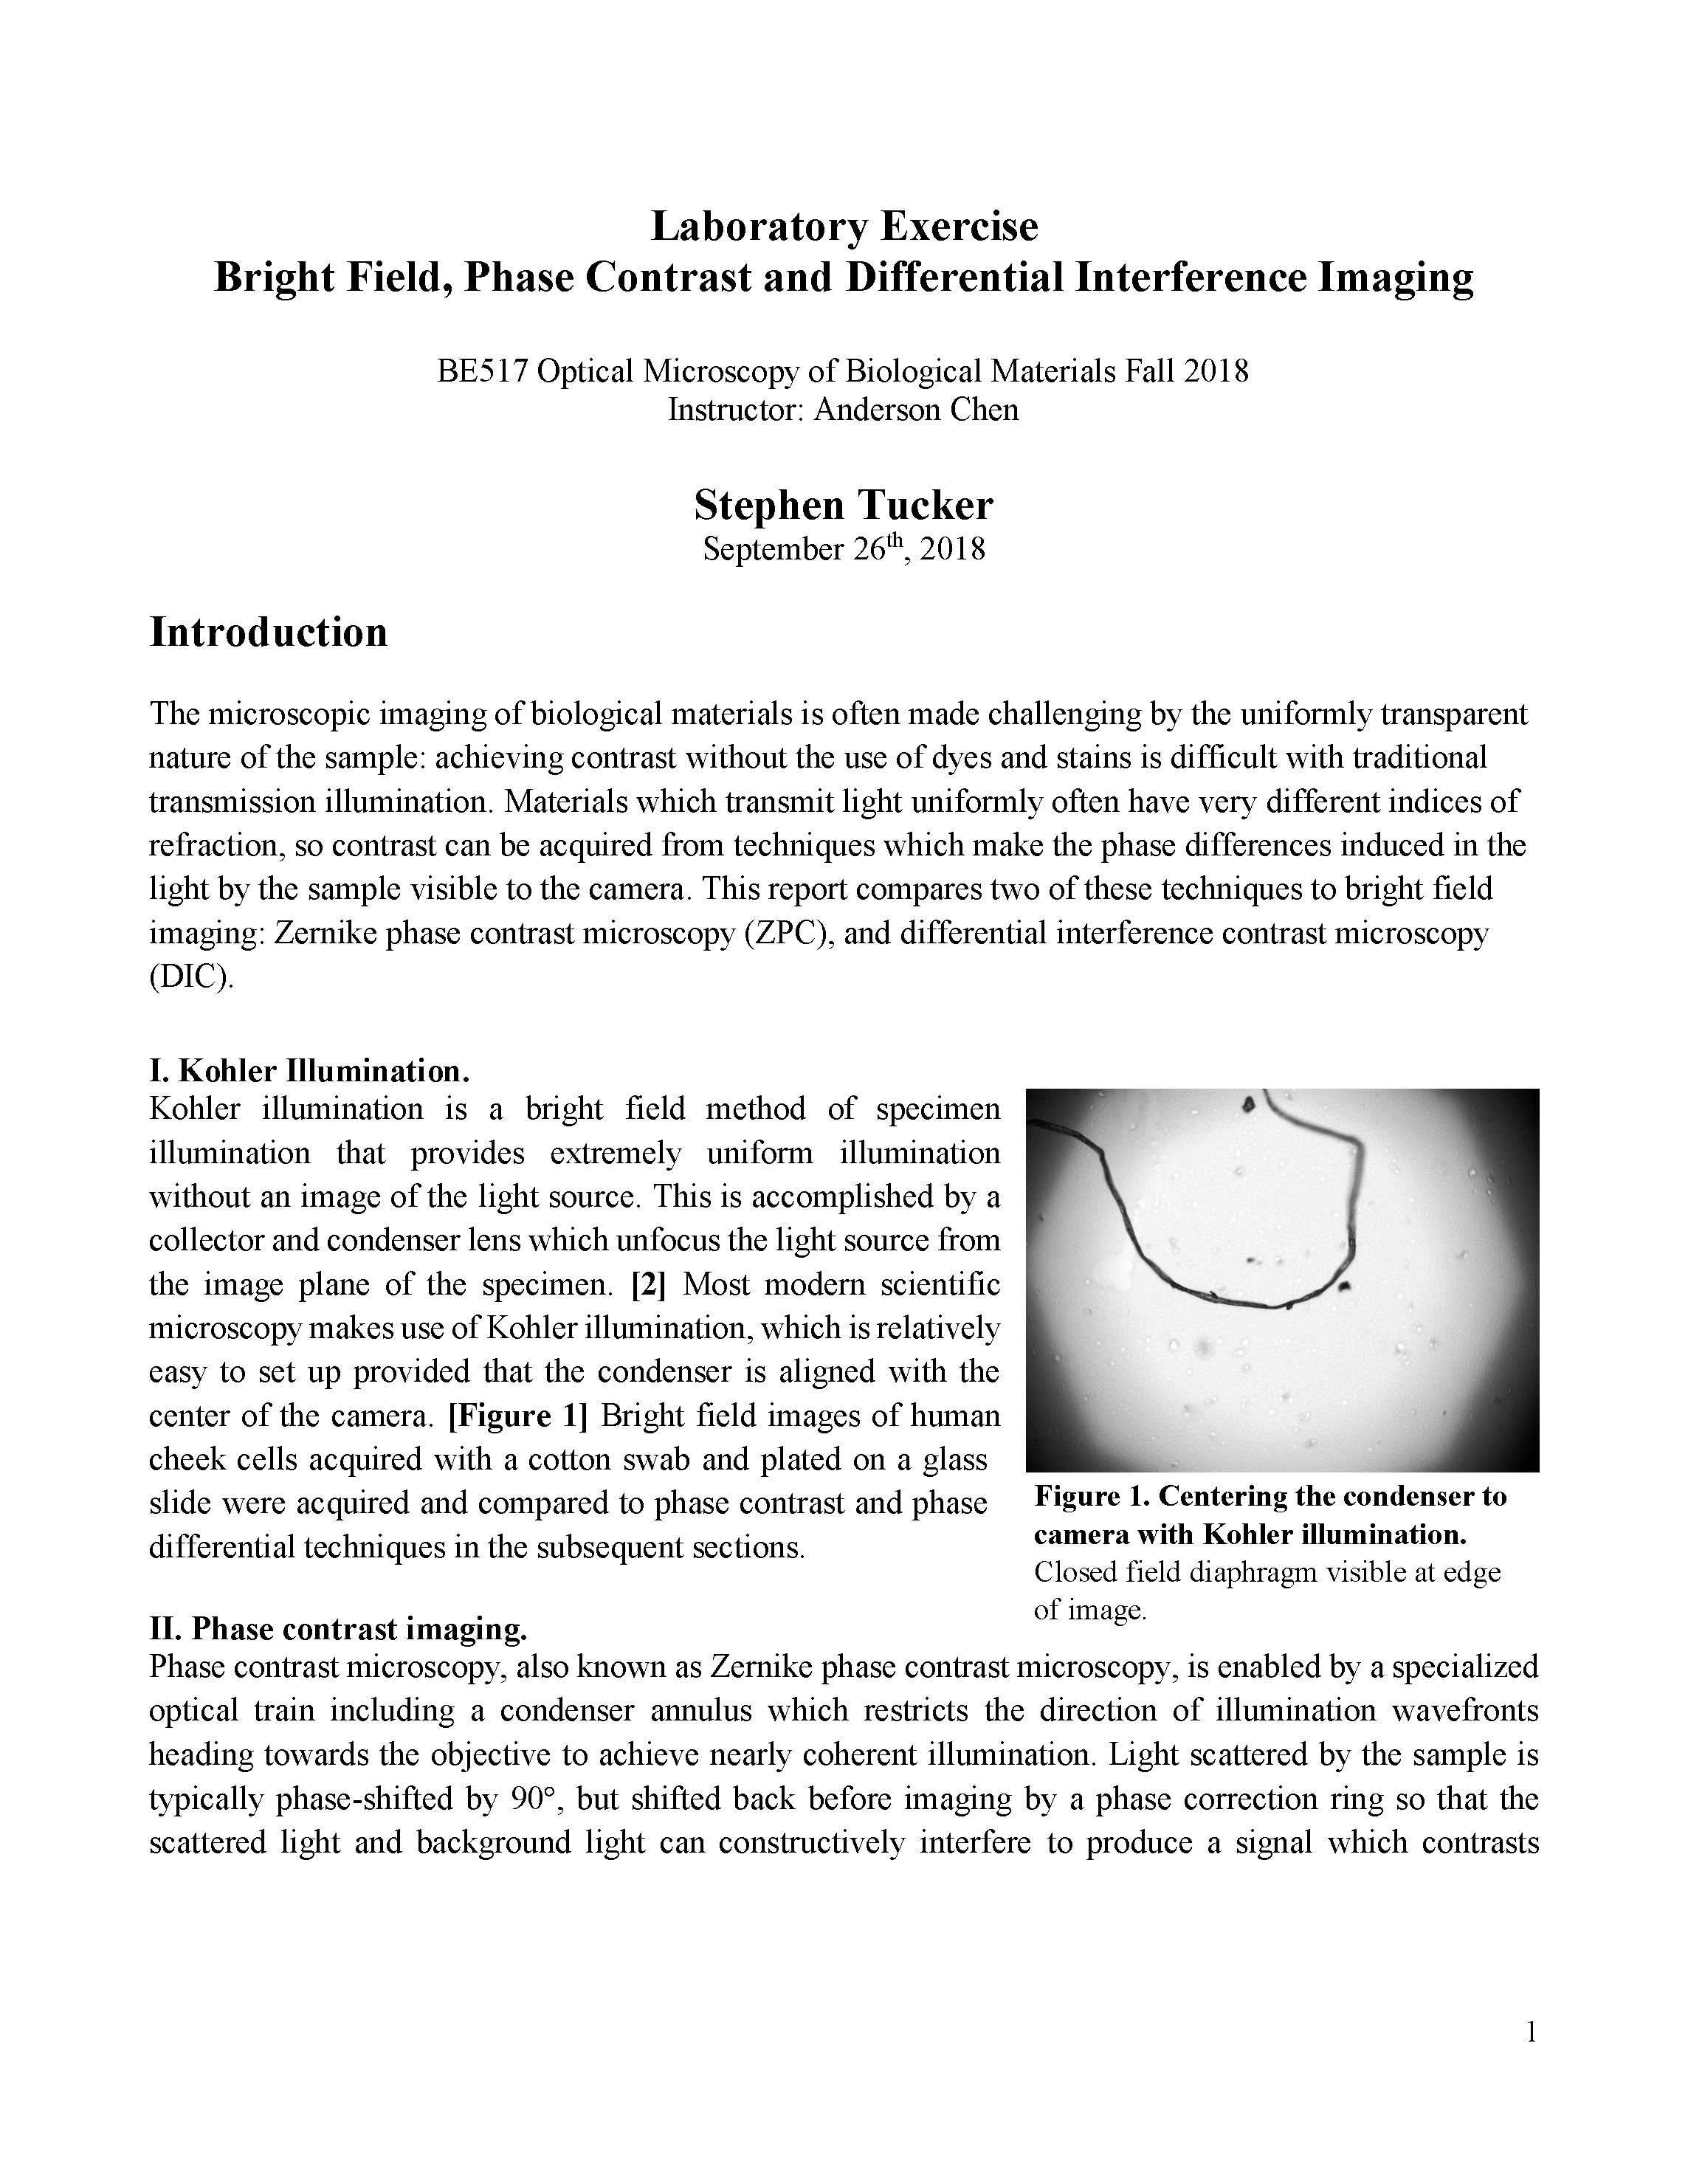 Laboratory Exercise
Bright Field, Phase Contrast and Differential Interference Imaging
BE517 Optical Microscopy of Biological Materials Fall 2018
Instructor: Anderson Chen
Stephen Tucker
September 26th, 2018
Introduction
The microscopic imaging of biological materials is often made challenging by the uniformly transparent
nature of the sample: achieving contrast without the use of dyes and stains is difficult with traditional
transmission illumination. Materials which transmit light uniformly often have very different indices of
refraction, so contrast can be acquired from techniques which make the phase differences induced in the
light by the sample visible to the camera. This report compares two of these techniques to bright field
imaging: Zernike phase contrast microscopy (ZPC), and differential interference contrast microscopy
(DIC).
I. Kohler Illumination.
Kohler illumination is a bright field method of specimen
illumination that provides extremely uniform illumination
without an image of the light source. This is accomplished by a
collector and condenser lens which unfocus the light source from
the image plane of the specimen. [2] Most modern scientific
microscopy makes use of Kohler illumination, which is relatively
easy to set up provided that the condenser is aligned with the
center of the camera. [Figure 1] Bright field images of human
cheek cells acquired with a cotton swab and plated on a glass
slide were acquired and compared to phase contrast and phase
differential techniques in the subsequent sections.
Figure 1. Centering the condenser to
camera with Kohler illumination.
Closed field diaphragm visible at edge
of image.
II. Phase contrast imaging.
Phase contrast microscopy, also known as Zernike phase contrast microscopy, is enabled by a specialized
optical train including a condenser annulus which restricts the direction of illumination wavefronts
heading towards the objective to achieve nearly coherent illumination. Light scattered by the sample is
typically phase-shifted by 90°, but shifted back before imaging by a phase correction ring so that the
scattered light and background light can constructively interfere to produce a signal which contrasts
1